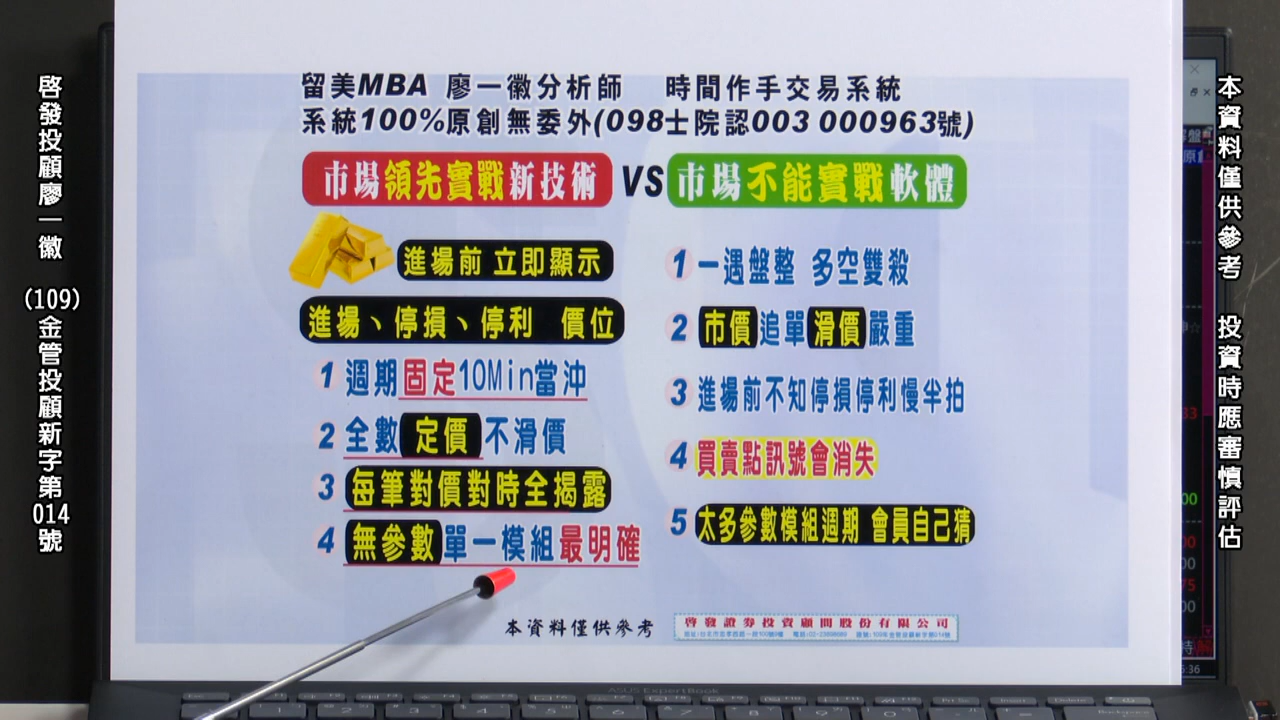 啓發投顧廖一徽 (109)金管投顧新字第014號
留美MBA 廖一徽分析師 時間作手交易系統
系統100%原創無委外(098士院認003 000963號)
市場領先實戰新技術 VS 市場不能實戰軟體
進場前 立即顯示
進場、停損、停利 價位
1 週期固定10Min當沖
2 全數定價不滑價
3 每筆對價對時全揭露
4 無參數單一模組最明確
1 一遇盤整 多空雙殺
2 市價追單滑價嚴重
3 進場前不知停損停利慢半拍
4 買賣點訊號會消失
5 太多參數模組週期 會員自己猜
本資料僅供參考
啓發證券投資顧問股份有限公司
ASUS ExpertBook
本資料僅供參考 投資時應審慎評估